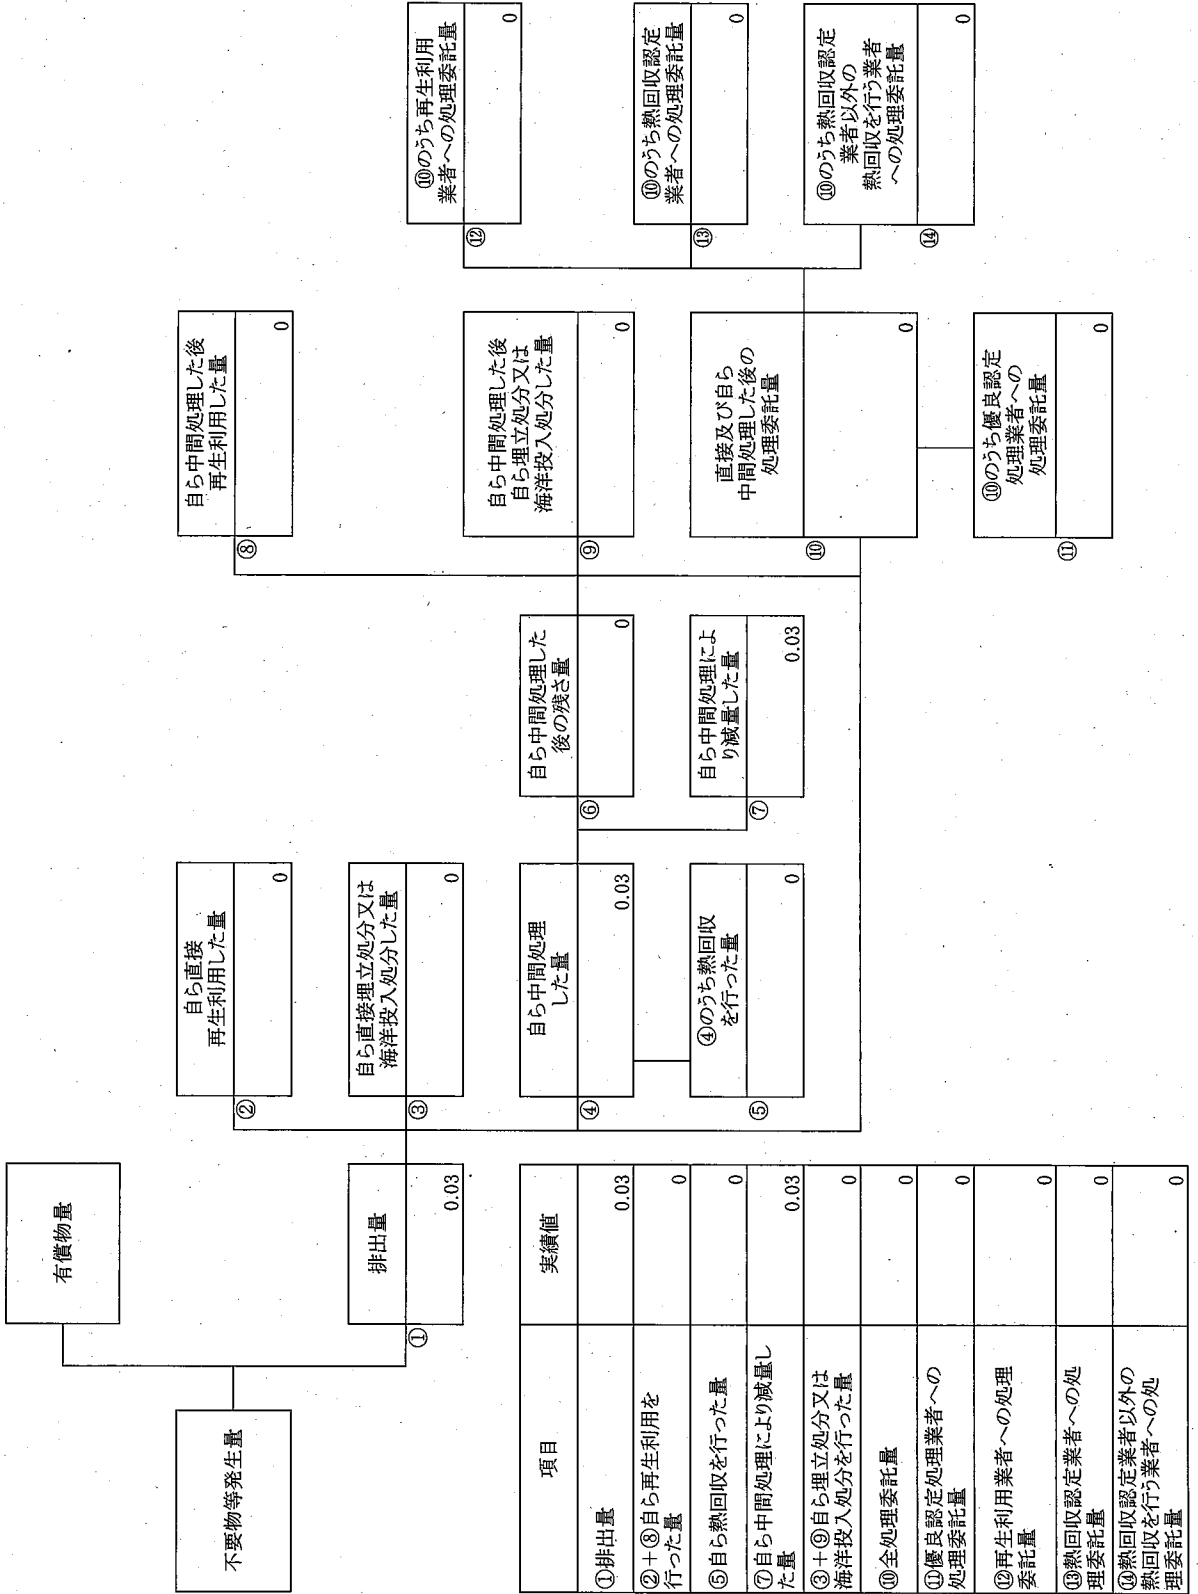 不要物等発生量
有償物量
排出量
①
0.03
自ら直接
再生利用した量
②
0
自ら直接埋立処分又は
海洋投入処分した量
③
0
自ら中間処理
した量
④
0.03
④のうち熱回収
を行った量
⑤
0
自ら中間処理した
後の残さ量
⑥
0
自ら中間処理によ
り減量した量
⑦
0.03
自ら中間処理した後
再生利用した量
⑧
0
自ら中間処理した後
自ら埋立処分又は
海洋投入処分した量
⑨
0
直接及び自ら
中間処理した後の
処理委託量
⑩
0
⑩のうち優良認定
処理業者への
処理委託量
⑪
0
⑩のうち再生利用
業者への処理委託量
⑫
0
⑩のうち熱回収認定
業者への処理委託量
⑬
0
⑩のうち熱回収認定
業者以外の
熱回収を行う業者
への処理委託量
⑭
0
項目 実績値
①排出量 0.03
②+⑧自ら再生利用を
行った量 0
⑤自ら熱回収を行った量 0
⑦自ら中間処理により減量し
た量 0.03
③+⑨自ら埋立処分又は
海洋投入処分を行った量 0
⑩全処理委託量 0
⑪優良認定処理業者への
処理委託量 0
⑫再生利用業者への処理
委託量 0
⑬熱回収認定業者への処
理委託量 0
⑭熱回収認定業者以外の
熱回収を行う業者への処
理委託量 0